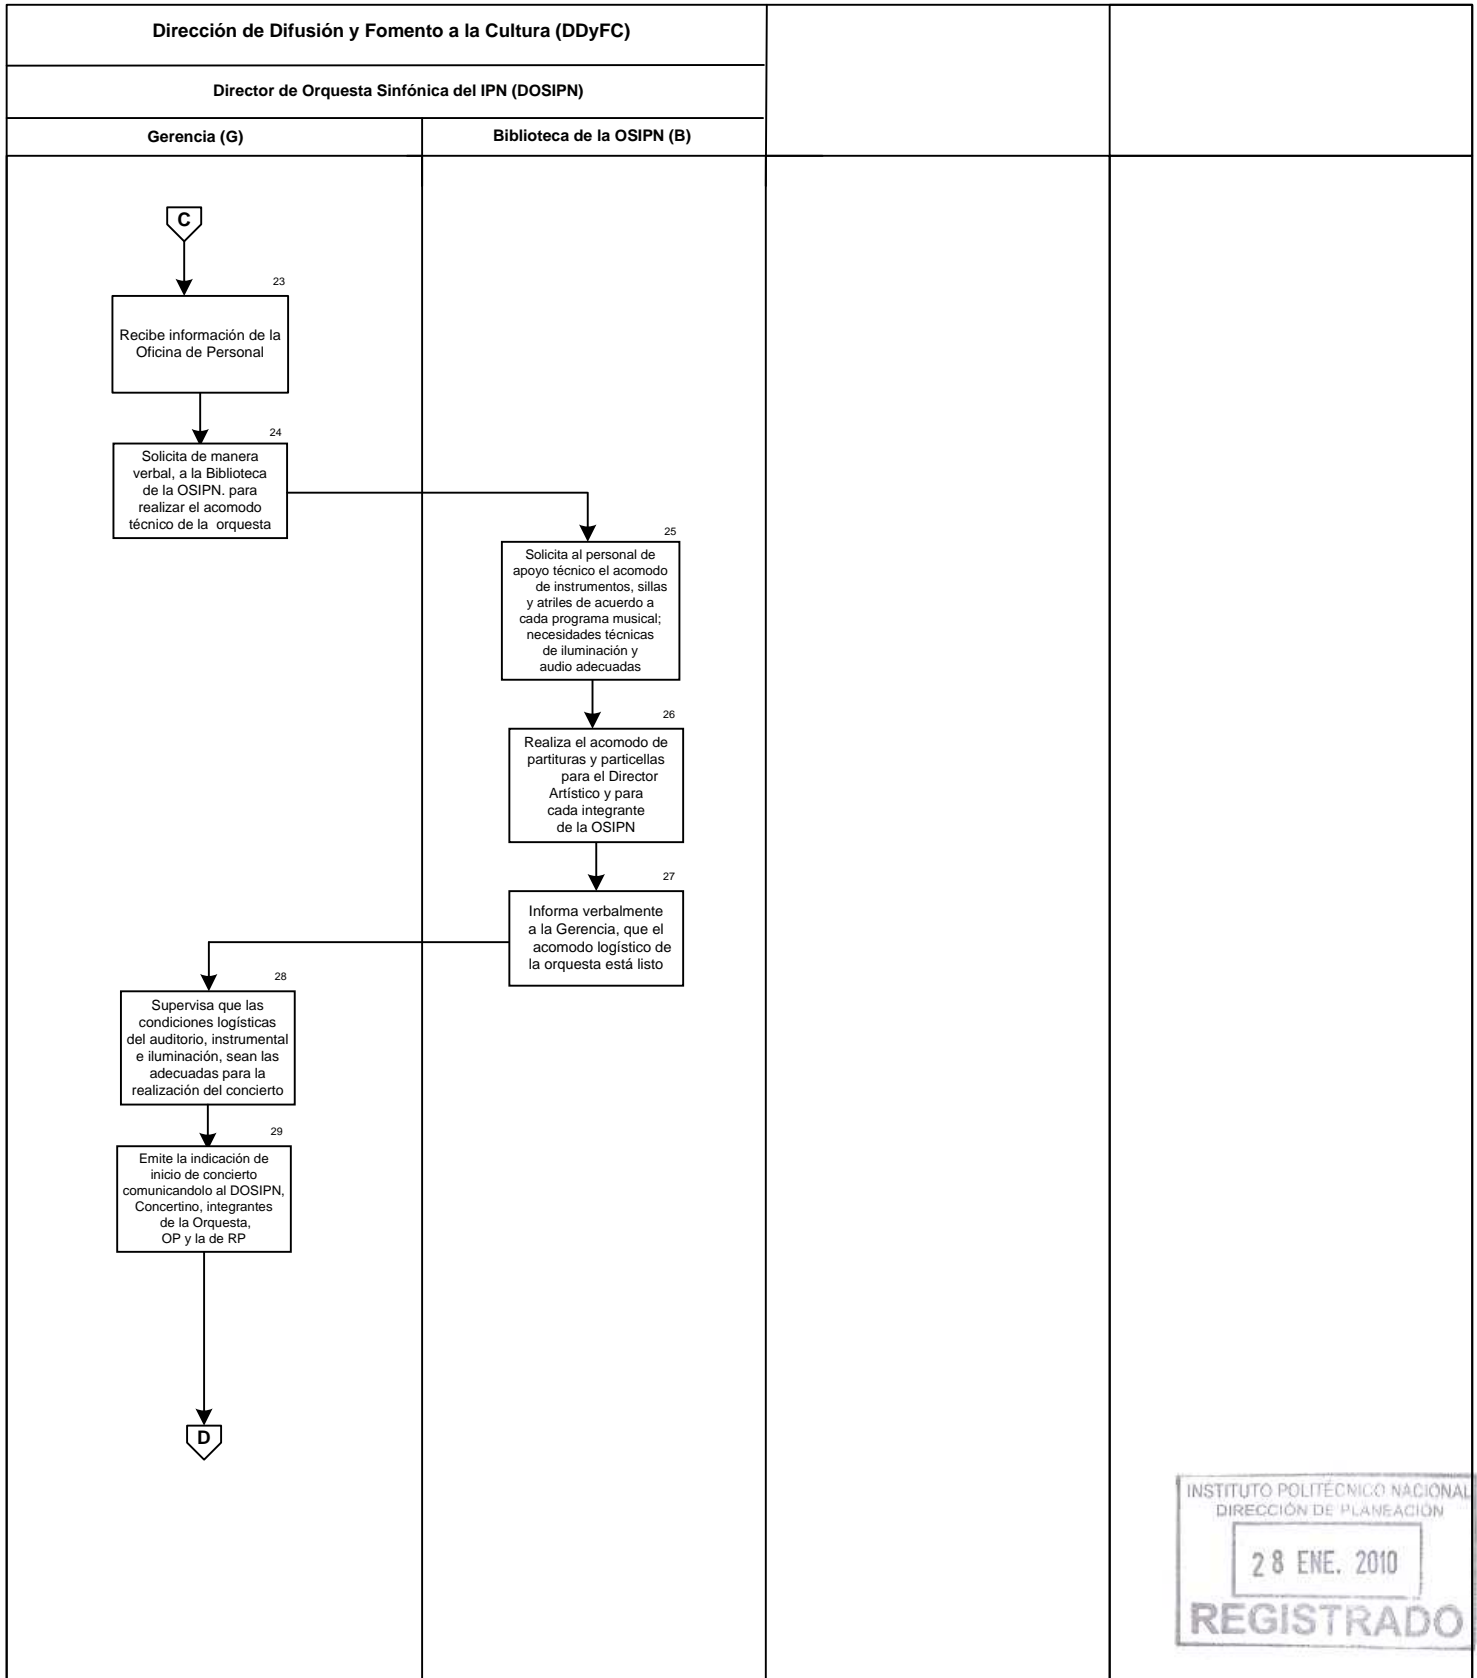 Dirección de Difusión y Fomento a la Cultura (DDyFC)
Director de Orquesta Sinfónica del IPN (DOSIPN)
Gerencia (G)
Biblioteca de la OSIPN (B)
C
23
Recibe información de la
Oficina de Personal
24
Solicita de manera
verbal, a la Biblioteca
de la OSIPN. para
realizar el acomodo
técnico de la orquesta
25
Solicita al personal de
apoyo técnico el acomodo
de instrumentos, sillas
y atriles de acuerdo a
cada programa musical;
necesidades técnicas
de iluminación y
audio adecuadas
26
Realiza el acomodo de
partituras y particellas
para el Director
Artístico y para
cada integrante
de la OSIPN
27
Informa verbalmente
a la Gerencia, que el
acomodo logístico de
la orquesta está listo
28
Supervisa que las
condiciones logísticas
del auditorio, instrumental
e iluminación, sean las
adecuadas para la
realización del concierto
29
Emite la indicación de
inicio de concierto
comunicandolo al DOSIPN,
Concertino, integrantes
de la Orquesta,
OP y la de RP
D
INSTITUTO POLITÉCNICO NACIONAL
DIRECCIÓN DE PLANEACIÓN
28 ENE. 2010
REGISTRADO